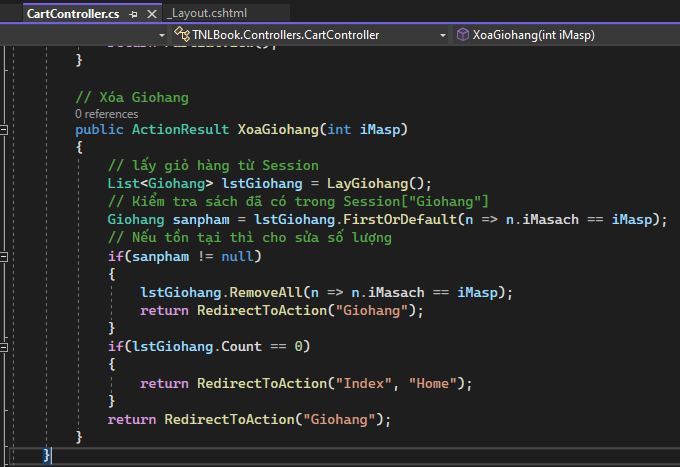 CartController.cs
_Layout.cshtml
TNLBook.Controllers.CartController
XoaGiohang(int iMasp)
}
// Xóa Giohang
0 references
public ActionResult XoaGiohang(int iMasp)
{
// lấy giỏ hàng từ Session
List<Giohang> lstGiohang = LayGiohang();
// Kiểm tra sách đã có trong Session["Giohang"]
Giohang sanpham = lstGiohang.FirstOrDefault(n => n.iMasach == iMasp);
// Nếu tồn tại thì cho sửa số lượng
if(sanpham != null)
{
lstGiohang.RemoveAll(n => n.iMasach == iMasp);
return RedirectToAction("Giohang");
}
if(lstGiohang.Count == 0)
{
return RedirectToAction("Index", "Home");
}
return RedirectToAction("Giohang");
}
}